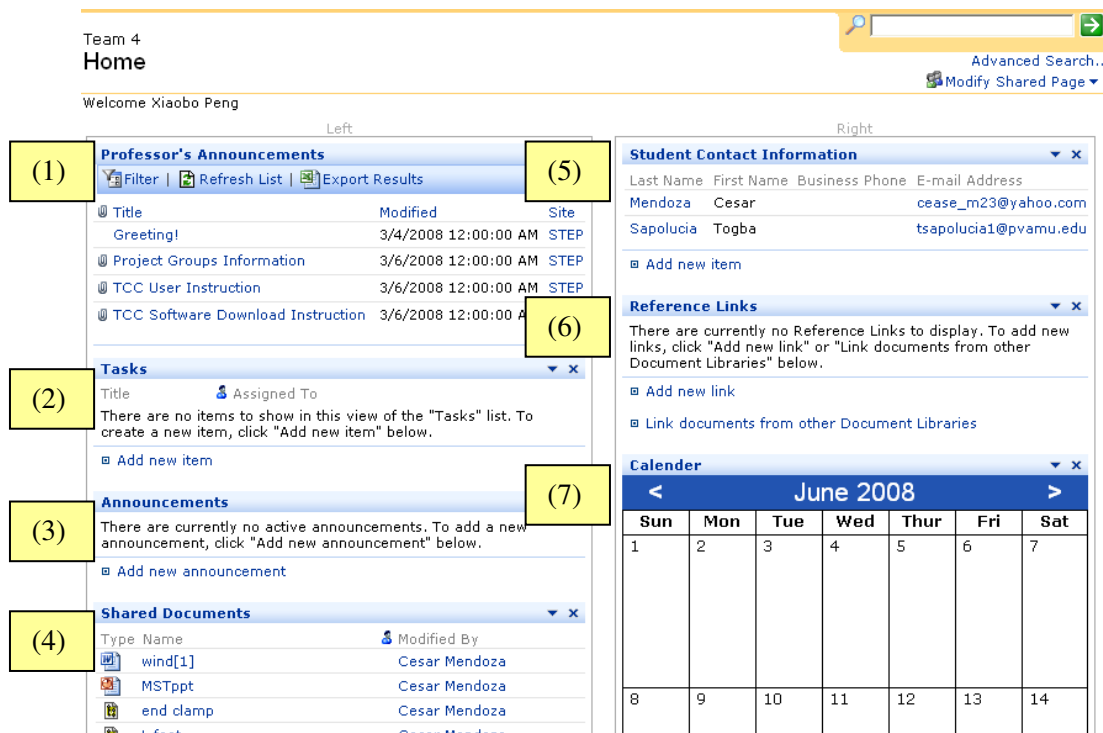 Team 4
Home
Advanced Search..
Modify Shared Page
Welcome Xiaobo Peng
Left
(1)
Professor's Announcements
Filter | Refresh List | Export Results
Title Modified Site
Greeting! 3/4/2008 12:00:00 AM STEP
Project Groups Information 3/6/2008 12:00:00 AM STEP
TCC User Instruction 3/6/2008 12:00:00 AM STEP
TCC Software Download Instruction 3/6/2008 12:00:00
(2)
Tasks
Title Assigned To
There are no items to show in this view of the "Tasks" list. To
create a new item, click "Add new item" below.
Add new item
(3)
Announcements
There are currently no active announcements. To add a new
announcement, click "Add new announcement" below.
Add new announcement
(4)
Shared Documents
Type Name Modified By
wind[1] Cesar Mendoza
MSTppt Cesar Mendoza
end clamp Cesar Mendoza
Right
(5)
Student Contact Information
Last Name First Name Business Phone E-mail Address
Mendoza Cesar cease_m23@yahoo.com
Sapolucia Togba tsapolucia1@pvamu.edu
Add new item
(6)
Reference Links
There are currently no Reference Links to display. To add new
links, click "Add new link" or "Link documents from other
Document Libraries" below.
Add new link
Link documents from other Document Libraries
(7)
Calender
< June 2008 >
Sun Mon Tue Wed Thur Fri Sat
1 2 3 4 5 6 7
8 9 10 11 12 13 14